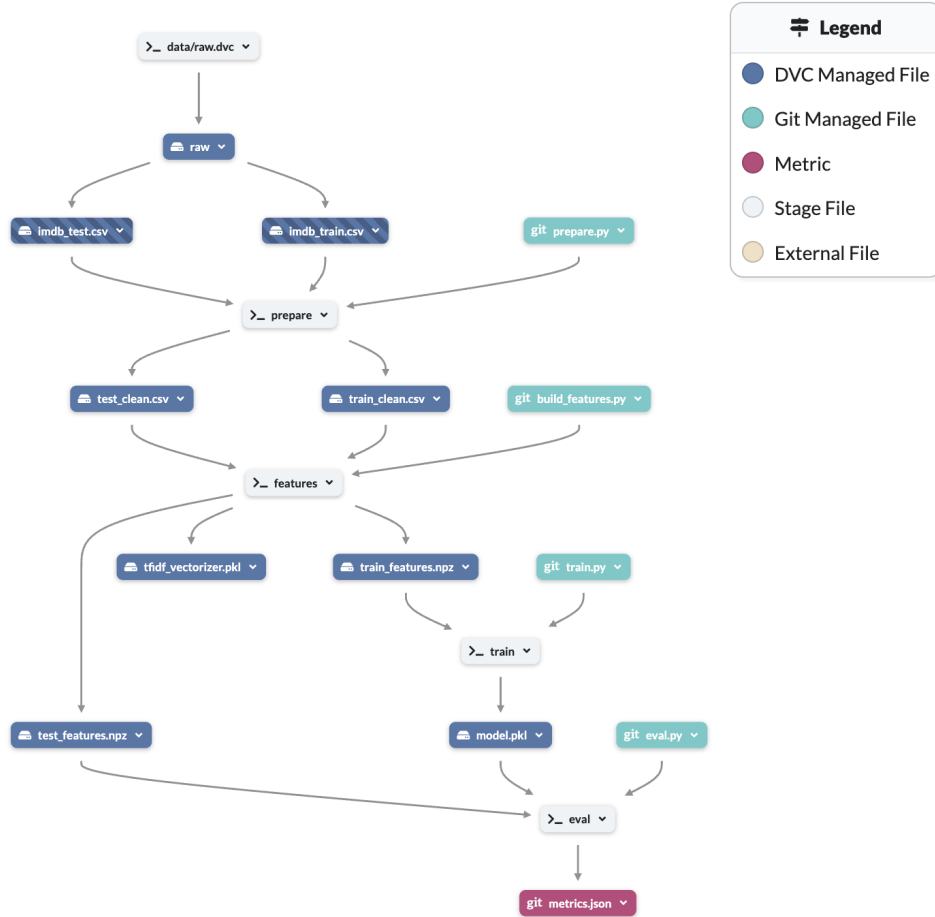 >_ data/raw.dvc
Legend
DVC Managed File
Git Managed File
Metric
Stage File
External File
raw
imdb_test.csv
imdb_train.csv
git prepare.py
>_ prepare
test_clean.csv
train_clean.csv
git build_features.py
>_ features
tfidf_vectorizer.pkl
train_features.npz
git train.py
>_ train
test_features.npz
model.pkl
git eval.py
>_ eval
git metrics.json